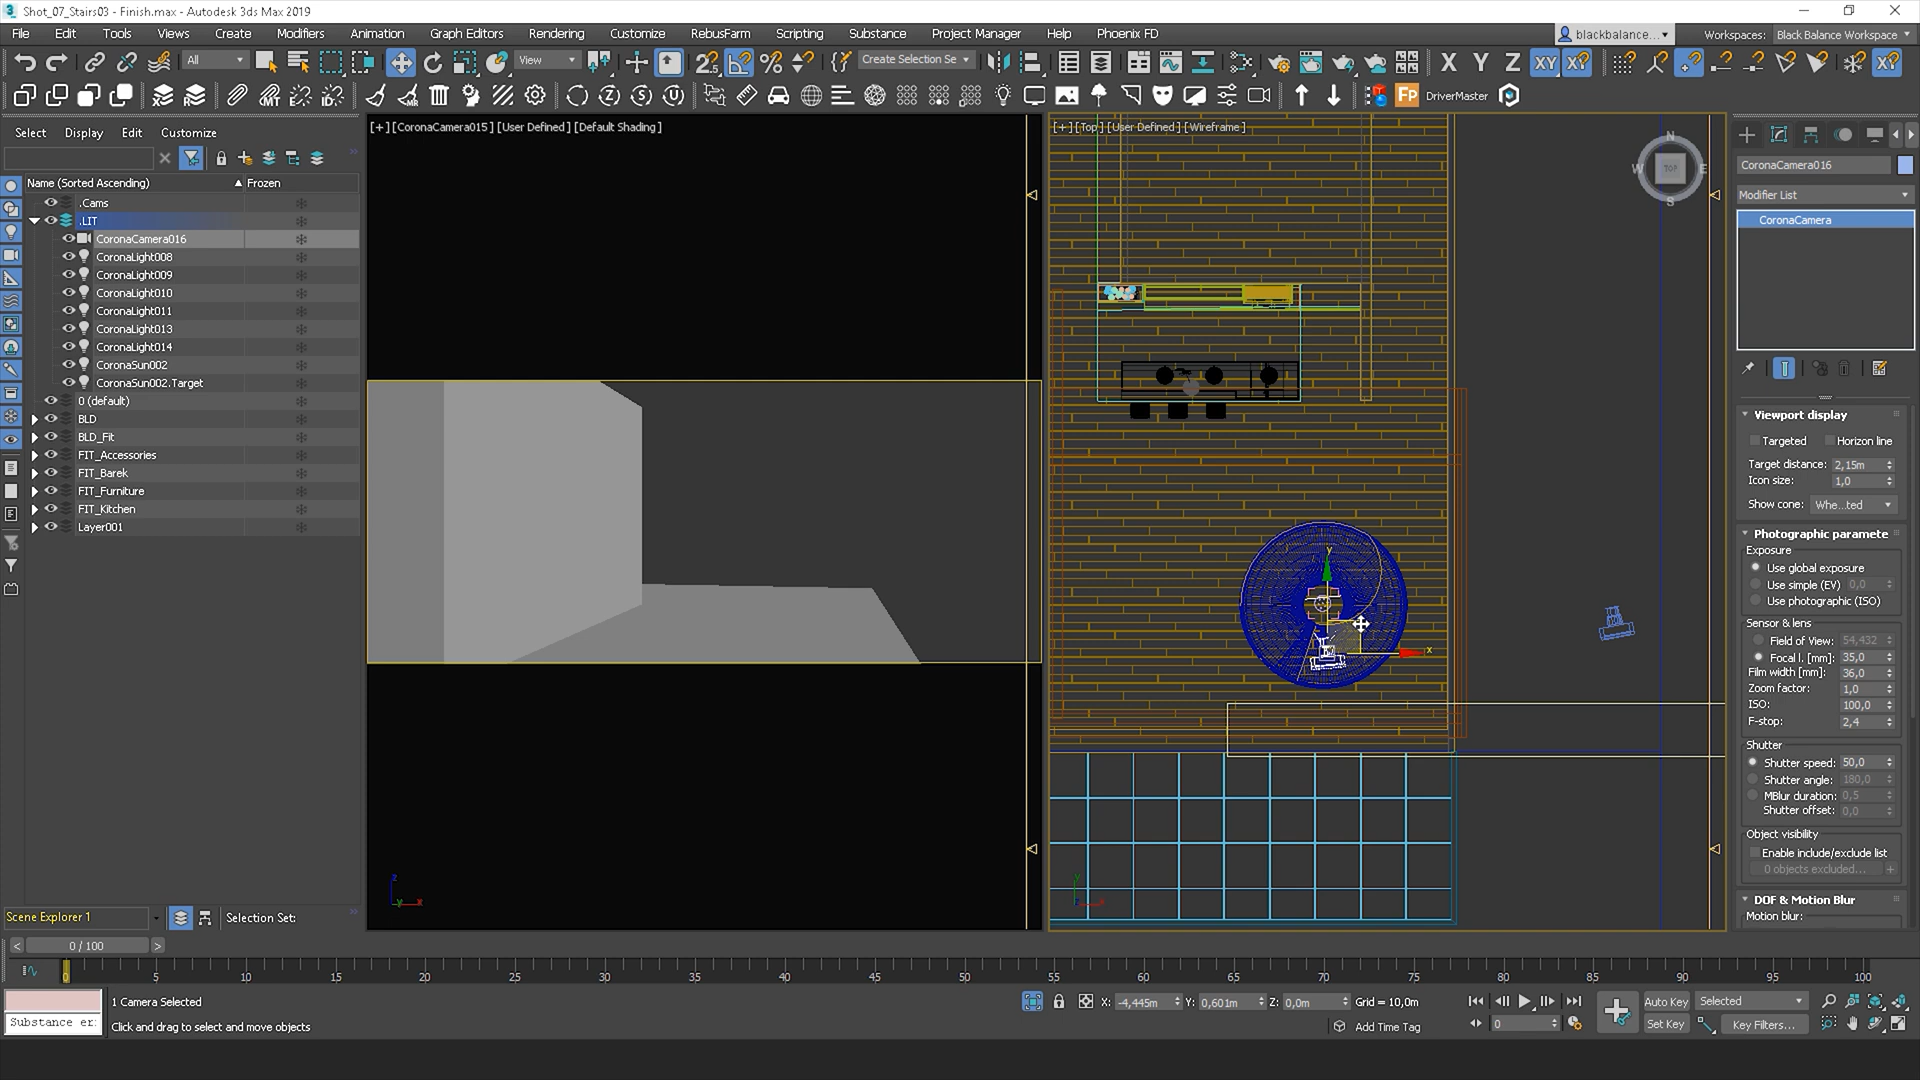 Shot_07_Stairs03 - Finish.max - Autodesk 3ds Max 2019
File Edit Tools Views Create Modifiers Animation Graph Editors Rendering Customize RebusFarm Scripting Substance Project Manager Help Phoenix FD
blackbalance... Workspaces: Black Balance Workspace
All View Create Selection Se X Y Z XY XY XY
FP DriverMaster
Select Display Edit Customize
Name (Sorted Ascending) Frozen
.Cams
.LIT
CoronaCamera016
CoronaLight008
CoronaLight009
CoronaLight010
CoronaLight011
CoronaLight013
CoronaLight014
CoronaSun002
CoronaSun002.Target
0 (default)
BLD
BLD_Fit
FIT_Accessories
FIT_Barek
FIT_Furniture
FIT_Kitchen
Layer001
Scene Explorer 1
Selection Set:
[+] [CoronaCamera015] [User Defined] [Default Shading]
z
y x
[+] [Top] [User Defined] [Wireframe]
N
W TOP E
S
y
x
CoronaCamera016
Modifier List
CoronaCamera
Viewport display
Targeted Horizon line
Target distance: 2,15m
Icon size: 1,0
Show cone: Whe...ted
Photographic paramete
Exposure
Use global exposure
Use simple (EV) 0,0
Use photographic (ISO)
Sensor & lens
Field of View: 54,432
Focal l. [mm]: 35,0
Film width [mm]: 36,0
Zoom factor: 1,0
ISO: 100,0
F-stop: 2,4
Shutter
Shutter speed: 50,0
Shutter angle: 180,0
MBlur duration: 0,5
Shutter offset: 0,0
Object visibility
Enable include/exclude list
0 objects excluded... +
DOF & Motion Blur
Motion blur:
< 0 / 100 >
0 5 10 15 20 25 30 35 40 45 50 55 60 65 70 75 80 85 90 95 100
1 Camera Selected
Substance er:
Click and drag to select and move objects
X: -4,445m Y: 0,601m Z: 0,0m Grid = 10,0m
Add Time Tag
0
Auto Key Selected
Set Key Key Filters...